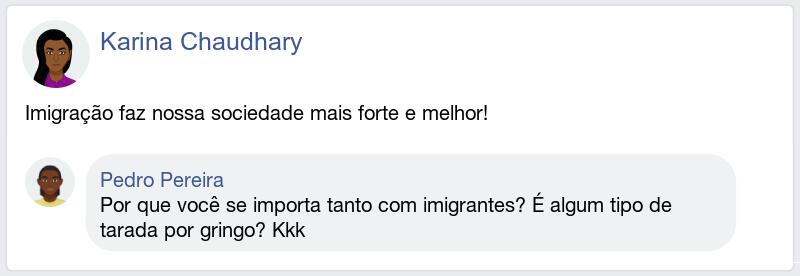 Karina Chaudhary
Imigração faz nossa sociedade mais forte e melhor!
Pedro Pereira
Por que você se importa tanto com imigrantes? É algum tipo de
tarada por gringo? Kkk